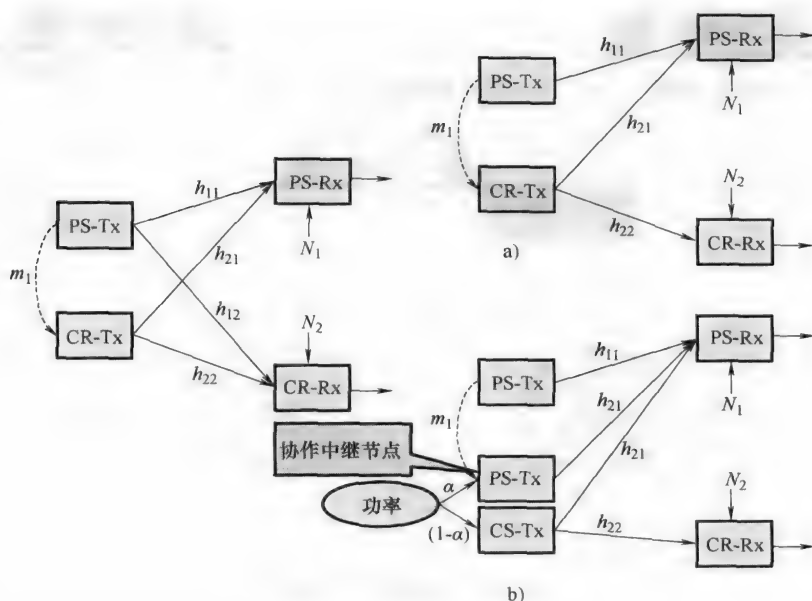 PS-Tx
CR-Tx
m₁
h₁₁
h₂₁
h₁₂
h₂₂
PS-Rx
N₁
N₂
CR-Rx
PS-Tx
m₁
CR-Tx
h₁₁
h₂₁
h₂₂
PS-Rx
N₁
N₂
CR-Rx
a)
PS-Tx
m₁
协作中继节点
功率
α
(1-α)
PS-Tx
CS-Tx
h₁₁
h₂₁
h₂₁
h₂₂
PS-Rx
N₁
N₂
CR-Rx
b)